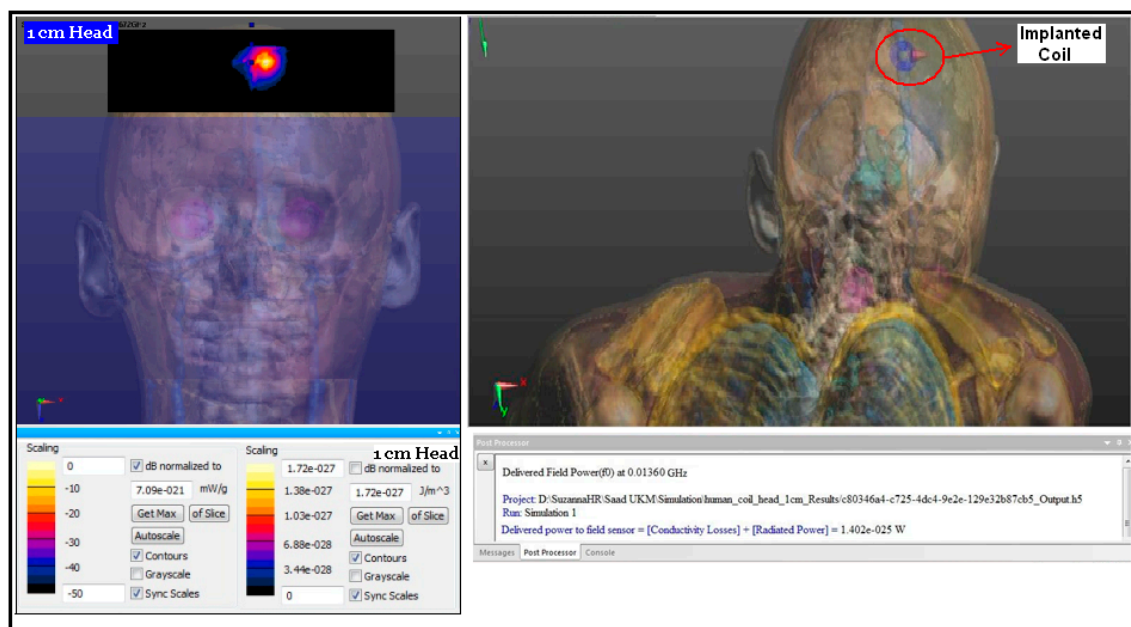 1 cm Head
Implanted
Coil
1 cm Head
Scaling
0
-10
-20
-30
-40
-50
dB normalized to
7.09e-021 mW/g
Get Max of Slice
Autoscale
Contours
Grayscale
Sync Scales
Scaling
1.72e-027
1.38e-027
1.03e-027
6.88e-028
3.44e-028
0
dB normalized to
1.72e-027 J/m^3
Get Max of Slice
Autoscale
Contours
Grayscale
Sync Scales
x
y
Post Processor
x
Delivered Field Power(f0) at 0.01360 GHz
Project: D:\SuzannaHR\Saad UKM\Simulation\human_coil_head_1cm_Results/c80346a4-c725-4dc4-9e2e-129e32b87cb5_Output.h5
Run: Simulation 1
Delivered power to field sensor = [Conductivity Losses] + [Radiated Power] = 1.402e-025 W
Messages Post Processor Console